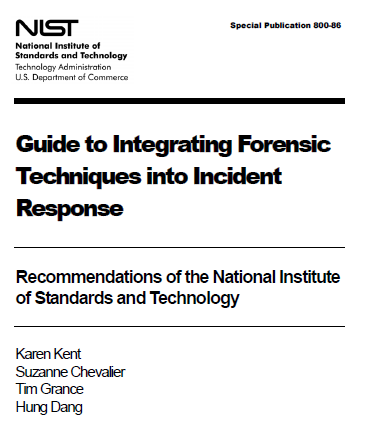 NIST
Special Publication 800-86
National Institute of
Standards and Technology
Technology Administration
U.S. Department of Commerce
Guide to Integrating Forensic
Techniques into Incident
Response
Recommendations of the National Institute
of Standards and Technology
Karen Kent
Suzanne Chevalier
Tim Grance
Hung Dang